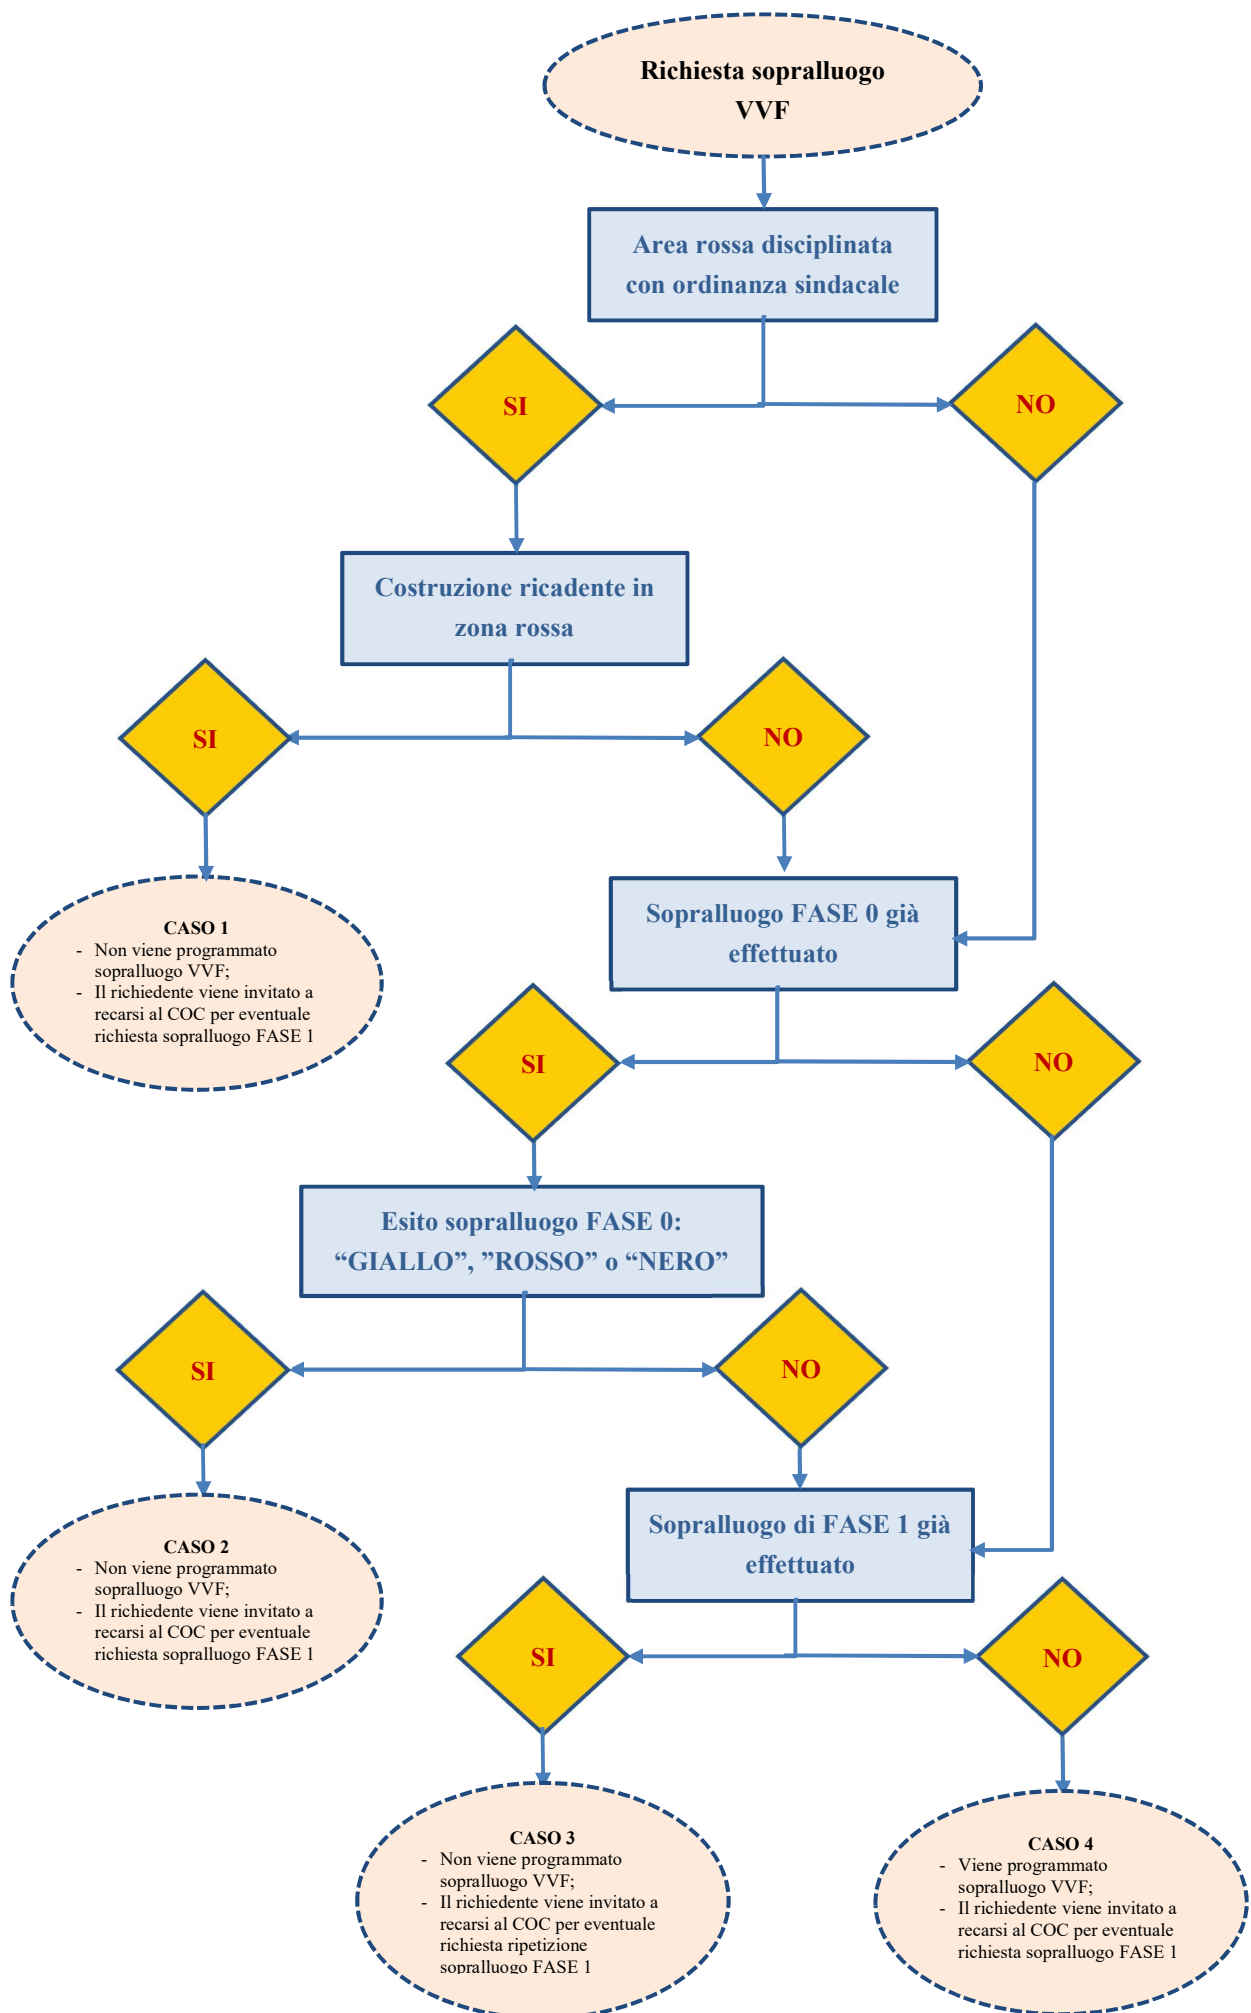 Richiesta sopralluogo
VVF
Area rossa disciplinata
con ordinanza sindacale
SI
NO
Costruzione ricadente in
zona rossa
SI
NO
CASO 1
- Non viene programmato
sopralluogo VVF;
- Il richiedente viene invitato a
recarsi al COC per eventuale
richiesta sopralluogo FASE 1
Sopralluogo FASE 0 già
effettuato
SI
NO
Esito sopralluogo FASE 0:
“GIALLO”, ”ROSSO” o “NERO”
SI
NO
CASO 2
- Non viene programmato
sopralluogo VVF;
- Il richiedente viene invitato a
recarsi al COC per eventuale
richiesta sopralluogo FASE 1
Sopralluogo di FASE 1 già
effettuato
SI
NO
CASO 3
- Non viene programmato
sopralluogo VVF;
- Il richiedente viene invitato a
recarsi al COC per eventuale
richiesta ripetizione
sopralluogo FASE 1
CASO 4
- Viene programmato
sopralluogo VVF;
- Il richiedente viene invitato a
recarsi al COC per eventuale
richiesta sopralluogo FASE 1